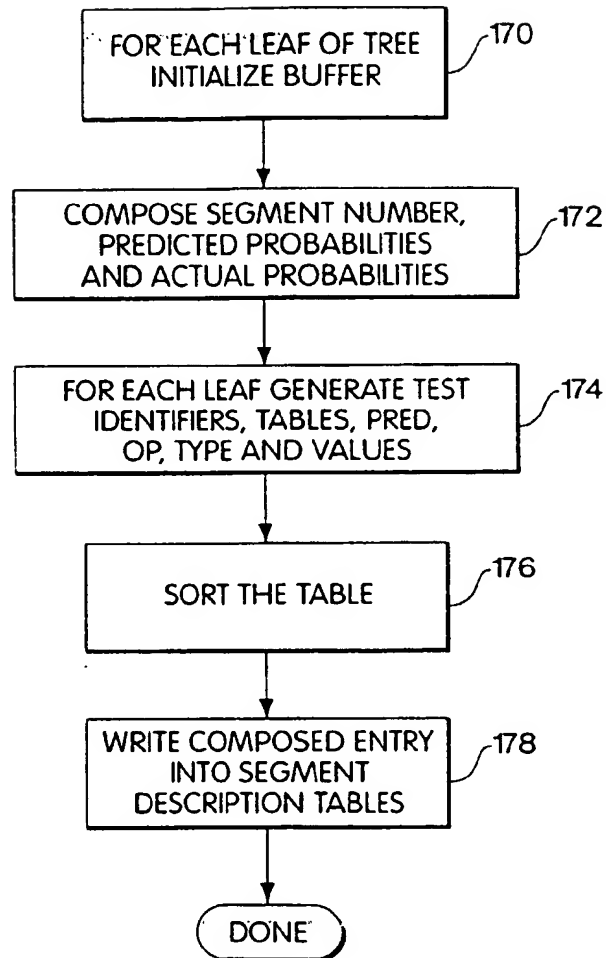 FOR EACH LEAF OF TREE
INITIALIZE BUFFER
170
COMPOSE SEGMENT NUMBER,
PREDICTED PROBABILITIES
AND ACTUAL PROBABILITIES
172
FOR EACH LEAF GENERATE TEST
IDENTIFIERS, TABLES, PRED,
OP, TYPE AND VALUES
174
SORT THE TABLE
176
WRITE COMPOSED ENTRY
INTO SEGMENT
DESCRIPTION TABLES
178
DONE